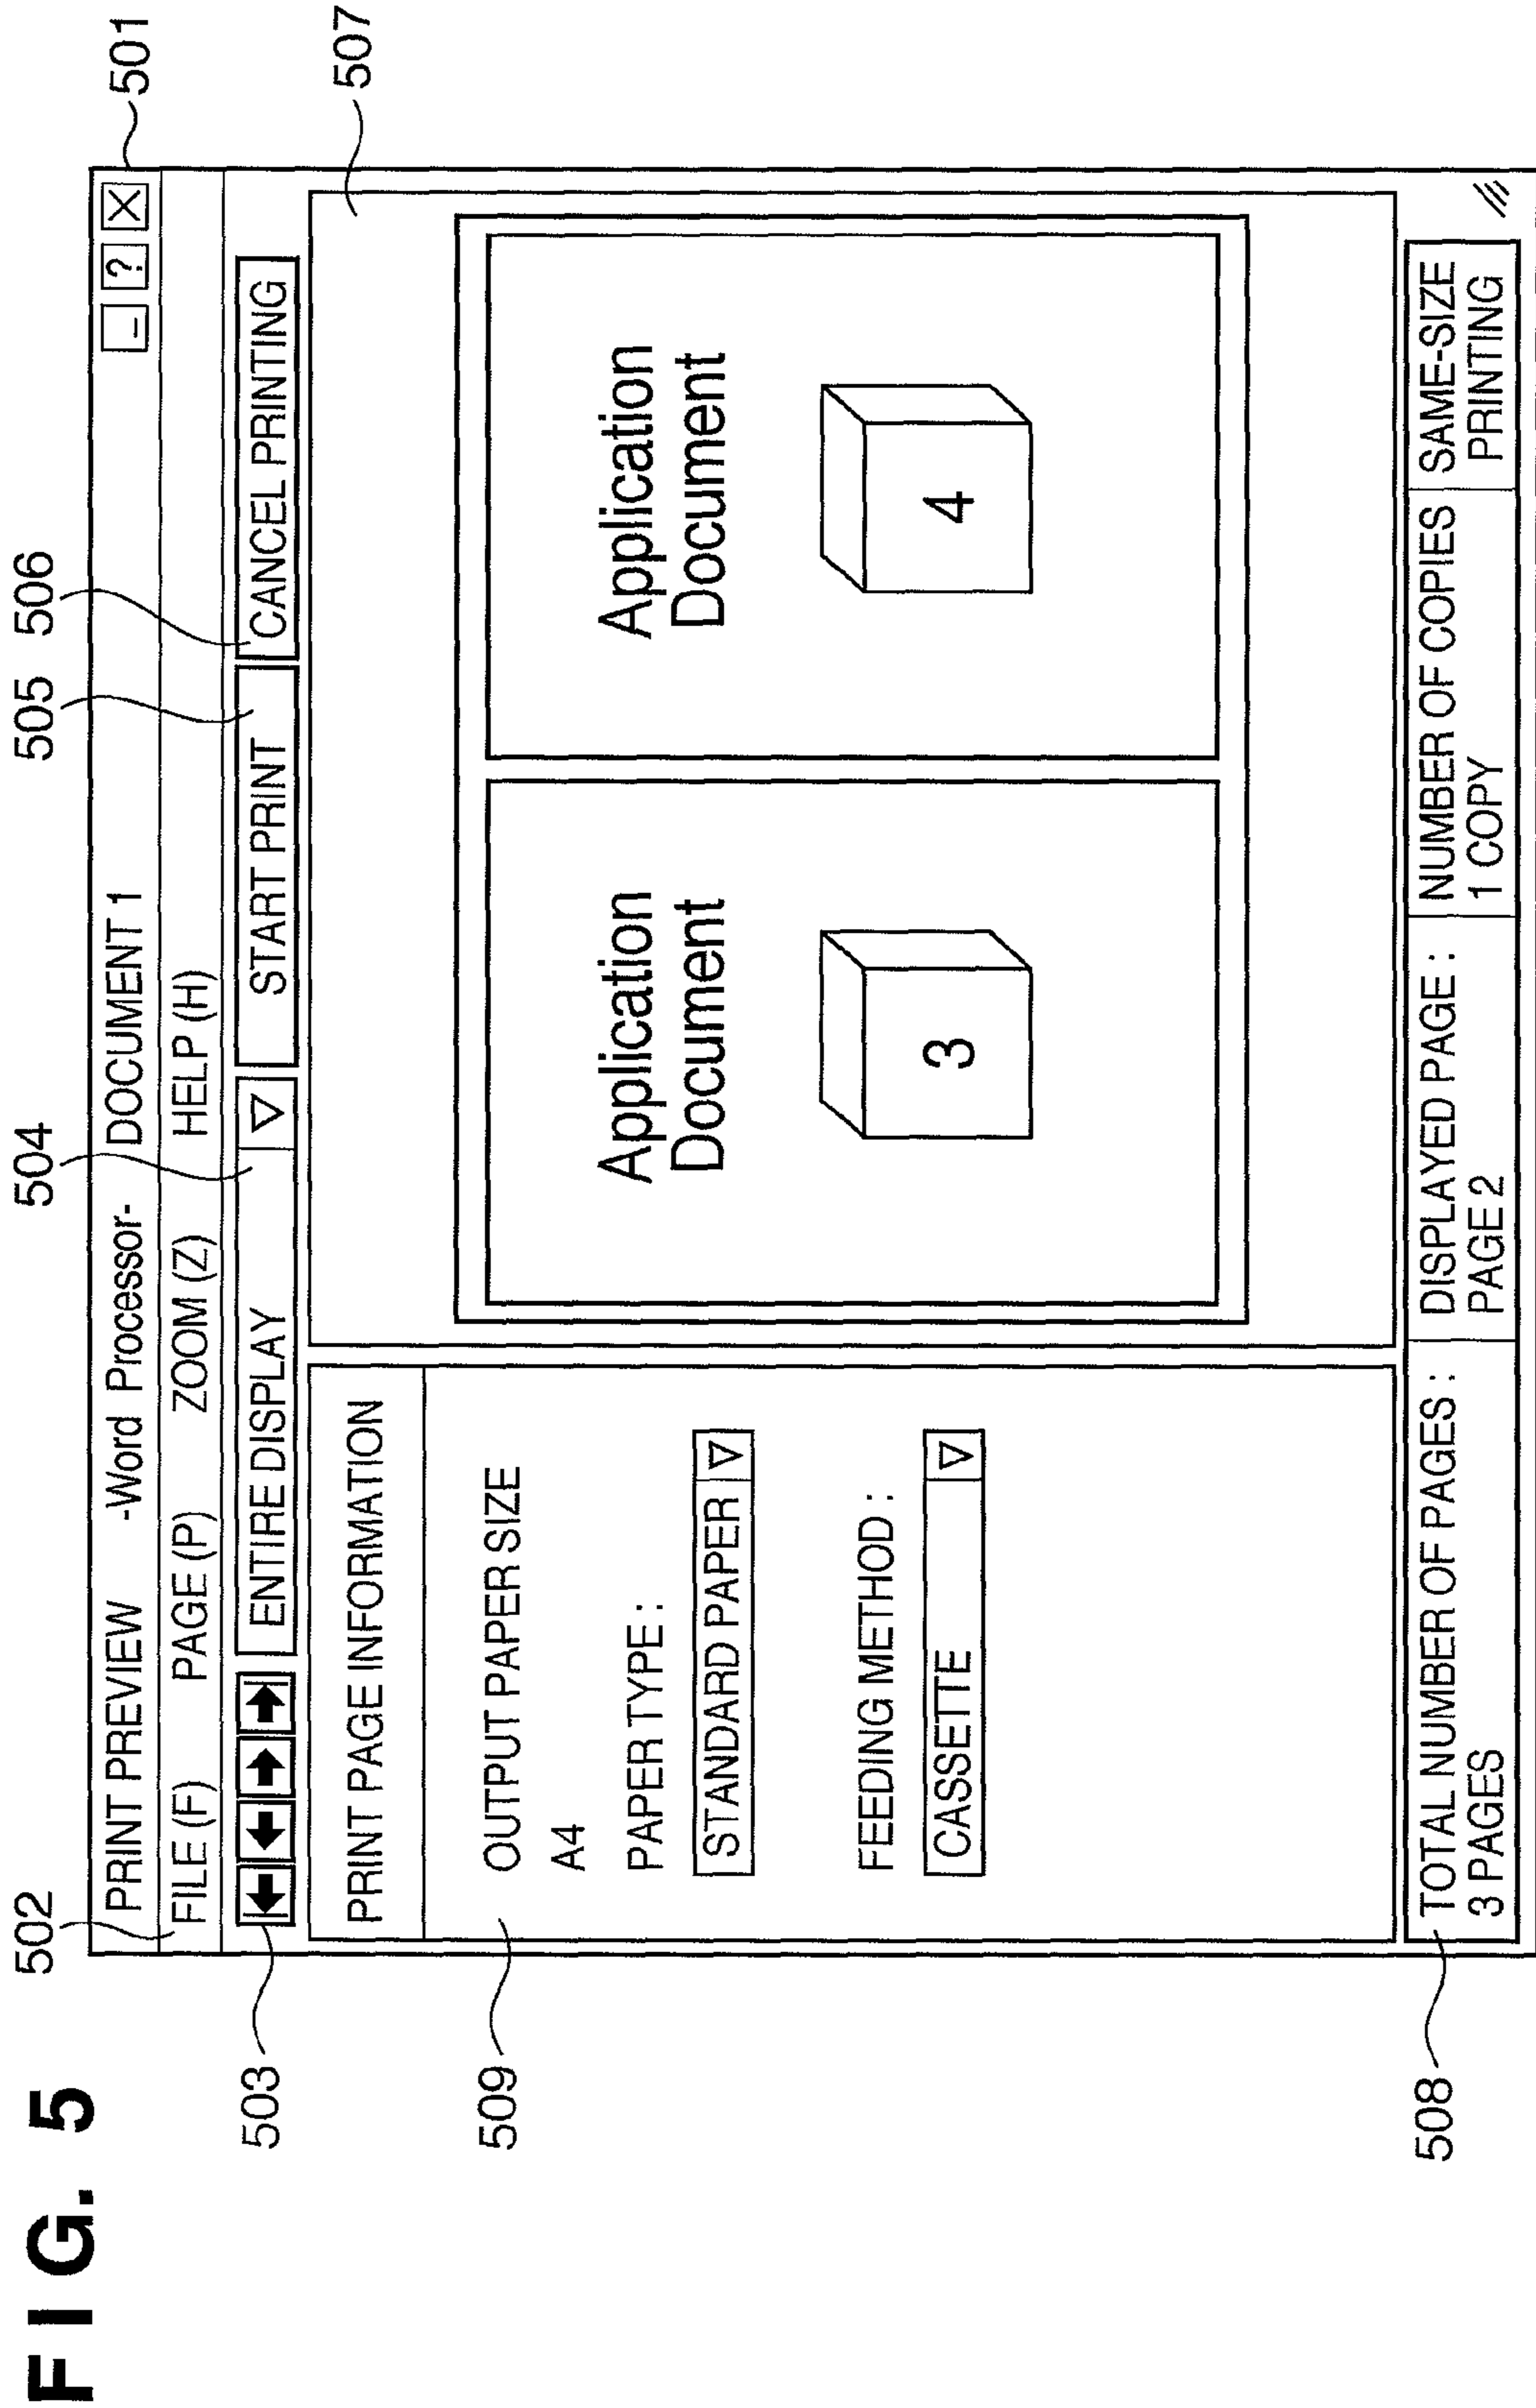 FIG. 5
501
502
503
504
505
506
507
508
509
PRINT PREVIEW -Word Processor- DOCUMENT 1
_ ? X
FILE (F) PAGE (P) ZOOM (Z) HELP (H)
ENTIRE DISPLAY START PRINT CANCEL PRINTING
PRINT PAGE INFORMATION
OUTPUT PAPER SIZE
A4
PAPER TYPE :
STANDARD PAPER
FEEDING METHOD :
CASSETTE
Application
Document
3
Application
Document
4
TOTAL NUMBER OF PAGES :
3 PAGES
DISPLAYED PAGE :
PAGE 2
NUMBER OF COPIES
1 COPY
SAME-SIZE
PRINTING